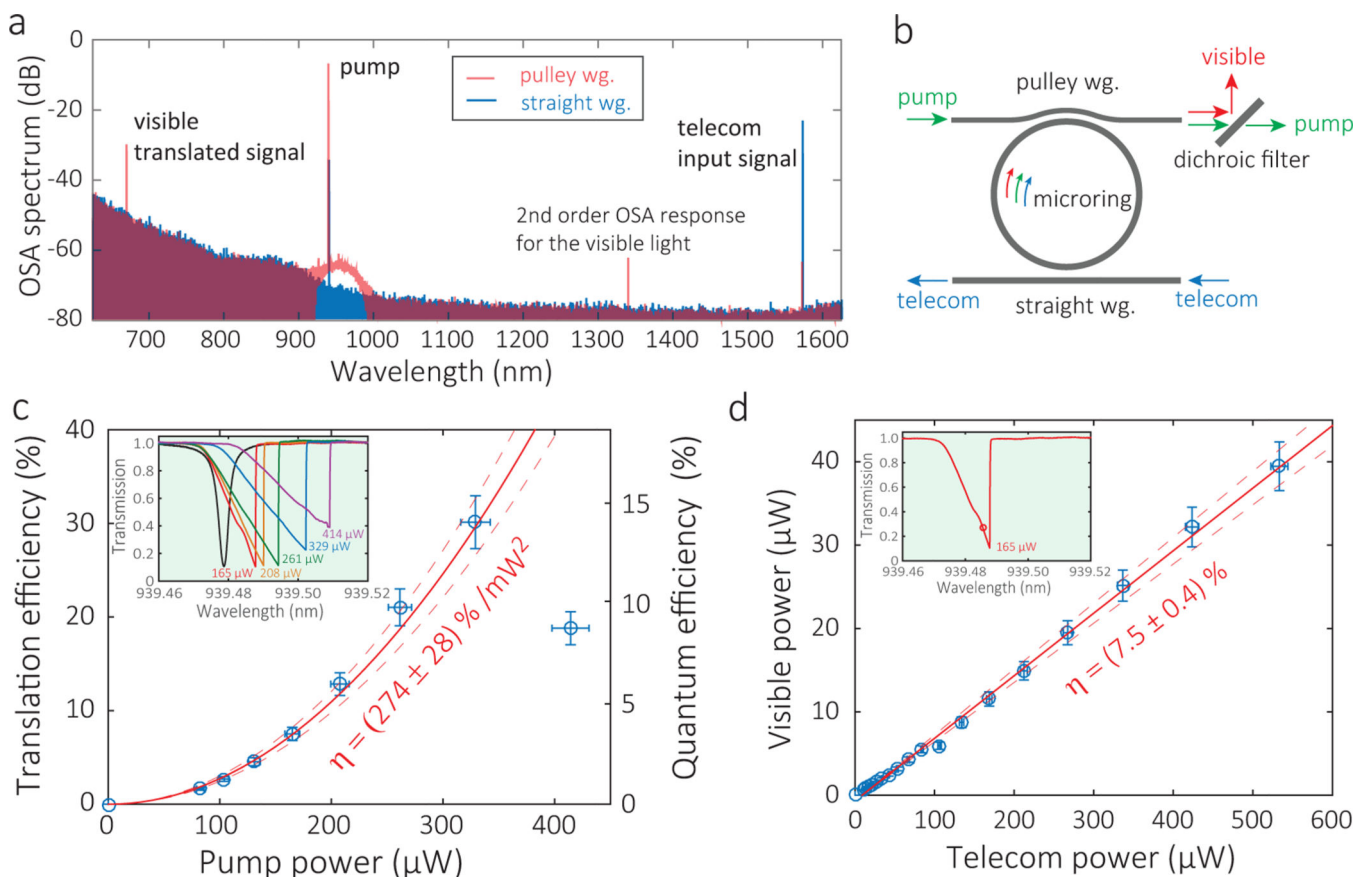 a
0
-20
-40
-60
-80
OSA spectrum (dB)
visible
translated signal
pump
pulley wg.
straight wg.
telecom
input signal
2nd order OSA response
for the visible light
700 800 900 1000 1100 1200 1300 1400 1500 1600
Wavelength (nm)
b
visible
pump
pulley wg.
pump
dichroic filter
microring
telecom
straight wg.
telecom
c
40
30
20
10
0
Translation efficiency (%)
1.0
0.8
0.6
0.4
0.2
0
Transmission
414 µW
329 µW
261 µW
165 µW
208 µW
939.46 939.48 939.50 939.52
Wavelength (nm)
η = (274 ± 28) % /mW²
15
10
5
0
Quantum efficiency (%)
0 100 200 300 400
Pump power (µW)
d
40
30
20
10
0
Visible power (µW)
1.0
0.8
0.6
0.4
0.2
0
Transmission
165 µW
939.46 939.48 939.50 939.52
Wavelength (nm)
η = (7.5 ± 0.4) %
0 100 200 300 400 500 600
Telecom power (µW)